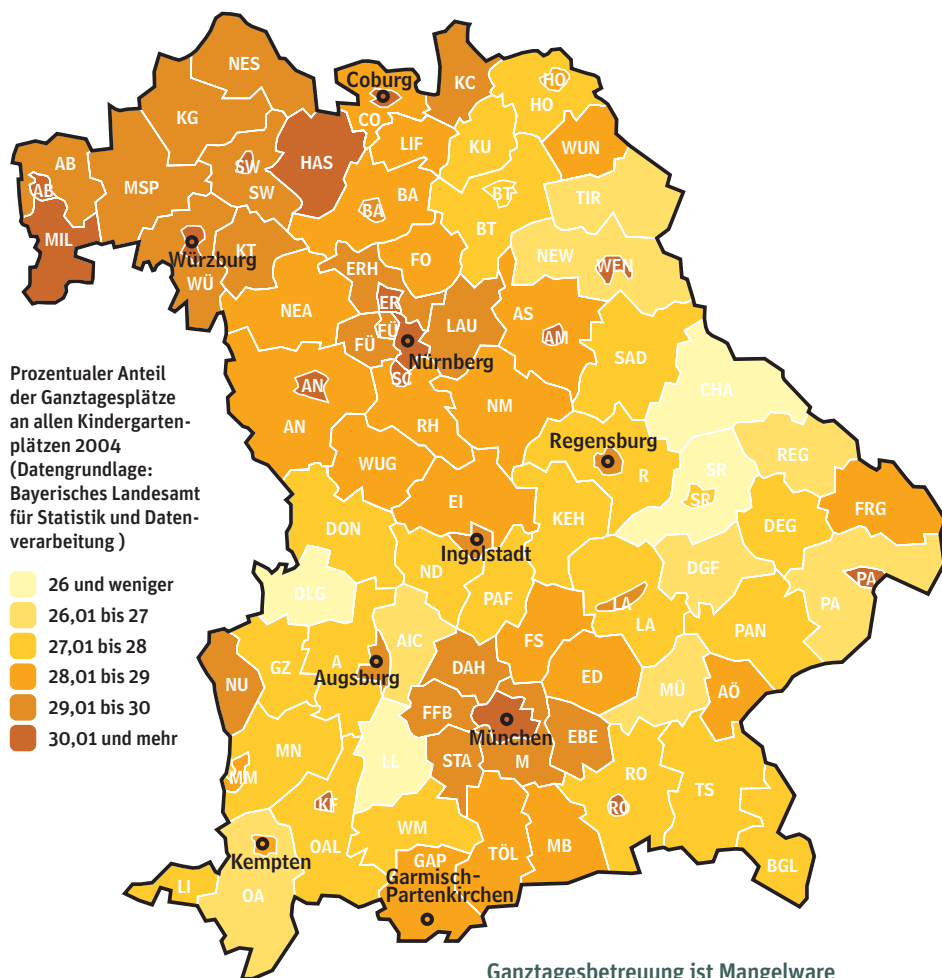 NES
Coburg
KC
HO
HO
CO
KG
LIF
KU
WUN
HAS
AB
SW
SW
AB
MSP
BA
BA
BT
BT
TIR
MIL
Würzburg
KT
WÜ
ERH
FO
NEW
WEN
NEA
ER
FÜ
FÜ
LAU
AS
AM
Nürnberg
SAD
Prozentualer Anteil
der Ganztagesplätze
an allen Kindergarten-
plätzen 2004
(Datengrundlage:
Bayerisches Landesamt
für Statistik und Daten-
verarbeitung )
AN
AN
SC
RH
NM
CHA
Regensburg
R
SR
SR
REG
WUG
EI
KEH
DEG
FRG
DON
Ingolstadt
ND
DGF
PA
PA
26 und weniger
26,01 bis 27
27,01 bis 28
28,01 bis 29
29,01 bis 30
30,01 und mehr
DLG
PAF
LA
LA
PAN
GZ
A
AIC
FS
Augsburg
DAH
ED
MÜ
AÖ
NU
FFB
München
M
EBE
MN
LL
STA
RO
TS
MM
KF
RO
OAL
WM
Kempten
GAP
TÖL
MB
BGL
LI
OA
Garmisch-
Partenkirchen
Ganztagesbetreuung ist Mangelware